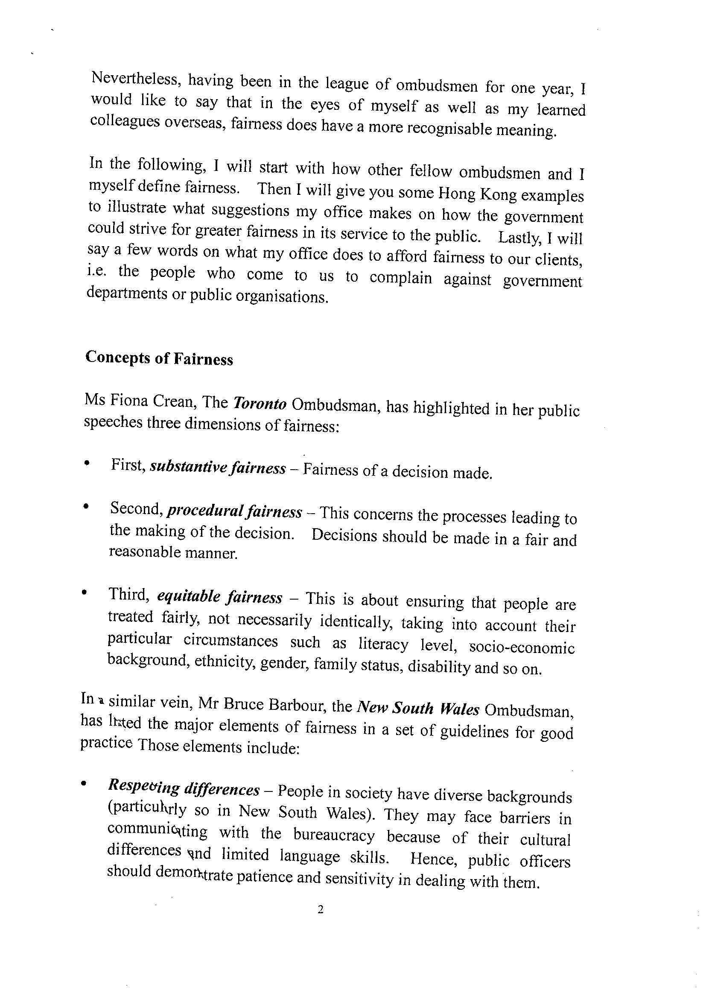 Nevertheless, having been in the league of ombudsmen for one year, I
would like to say that in the eyes of myself as well as my learned
colleagues overseas, fairness does have a more recognisable meaning.
In the following, I will start with how other fellow ombudsmen and I
myself define fairness. Then I will give you some Hong Kong examples
to illustrate what suggestions my office makes on how the government
could strive for greater fairness in its service to the public. Lastly, I will
say a few words on what my office does to afford fairness to our clients,
i.e. the people who come to us to complain against government
departments or public organisations.
Concepts of Fairness
Ms Fiona Crean, The Toronto Ombudsman, has highlighted in her public
speeches three dimensions of fairness:
• First, substantive fairness – Fairness of a decision made.
• Second, procedural fairness – This concerns the processes leading to
the making of the decision. Decisions should be made in a fair and
reasonable manner.
• Third, equitable fairness – This is about ensuring that people are
treated fairly, not necessarily identically, taking into account their
particular circumstances such as literacy level, socio-economic
background, ethnicity, gender, family status, disability and so on.
In a similar vein, Mr Bruce Barbour, the New South Wales Ombudsman,
has listed the major elements of fairness in a set of guidelines for good
practice Those elements include:
• Respecting differences – People in society have diverse backgrounds
(particularly so in New South Wales). They may face barriers in
communicating with the bureaucracy because of their cultural
differences and limited language skills. Hence, public officers
should demonstrate patience and sensitivity in dealing with them.
2